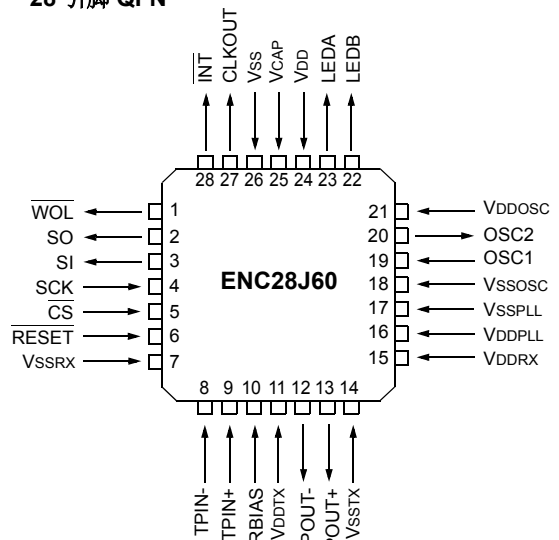 28 引脚 QFN
INT
CLKOUT
VSS
VCAP
VDD
LEDA
LEDB
28 27 26 25 24 23 22
WOL 1
SO 2
SI 3
SCK 4
CS 5
RESET 6
VSSRX 7
ENC28J60
21 VDDOSC
20 OSC2
19 OSC1
18 VSSOSC
17 VSSPLL
16 VDDPLL
15 VDDRX
8 9 10 11 12 13 14
TPIN-
TPIN+
RBIAS
VDDTX
POUT-
POUT+
VSSTX